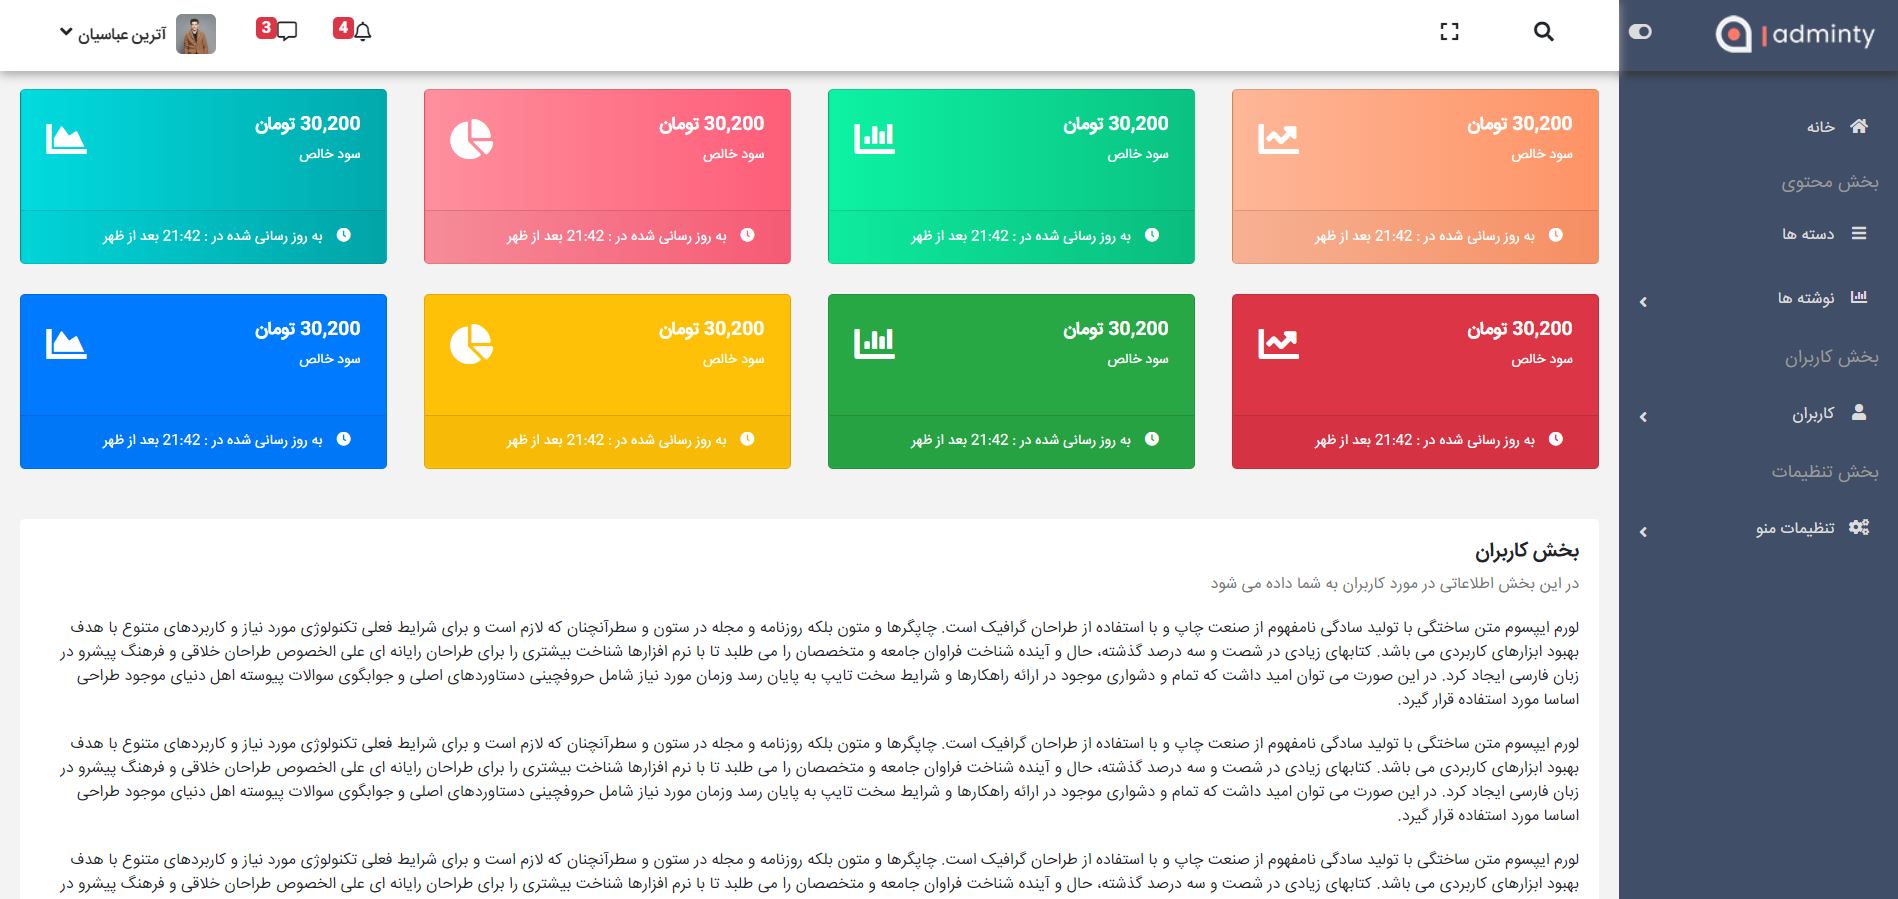 adminty
4
3
آترین عباسیان
خانه
بخش محتوی
دسته ها
نوشته ها
بخش کاربران
کاربران
بخش تنظیمات
تنظیمات منو
30,200 تومان
سود خالص
به روز رسانی شده در : 21:42 بعد از ظهر
30,200 تومان
سود خالص
به روز رسانی شده در : 21:42 بعد از ظهر
30,200 تومان
سود خالص
به روز رسانی شده در : 21:42 بعد از ظهر
30,200 تومان
سود خالص
به روز رسانی شده در : 21:42 بعد از ظهر
30,200 تومان
سود خالص
به روز رسانی شده در : 21:42 بعد از ظهر
30,200 تومان
سود خالص
به روز رسانی شده در : 21:42 بعد از ظهر
30,200 تومان
سود خالص
به روز رسانی شده در : 21:42 بعد از ظهر
30,200 تومان
سود خالص
به روز رسانی شده در : 21:42 بعد از ظهر
بخش کاربران
در این بخش اطلاعاتی در مورد کاربران به شما داده می شود
لورم ایپسوم متن ساختگی با تولید سادگی نامفهوم از صنعت چاپ و با استفاده از طراحان گرافیک است. چاپگرها و متون بلکه روزنامه و مجله در ستون و سطرآنچنان که لازم است و برای شرایط فعلی تکنولوژی مورد نیاز و کاربردهای متنوع با هدف
بهبود ابزارهای کاربردی می باشد. کتابهای زیادی در شصت و سه درصد گذشته، حال و آینده شناخت فراوان جامعه و متخصصان را می طلبد تا با نرم افزارها شناخت بیشتری را برای طراحان رایانه ای علی الخصوص طراحان خلاقی و فرهنگ پیشرو در
زبان فارسی ایجاد کرد. در این صورت می توان امید داشت که تمام و دشواری موجود در ارائه راهکارها و شرایط سخت تایپ به پایان رسد وزمان مورد نیاز شامل حروفچینی دستاوردهای اصلی و جوابگوی سوالات پیوسته اهل دنیای موجود طراحی
اساسا مورد استفاده قرار گیرد.
لورم ایپسوم متن ساختگی با تولید سادگی نامفهوم از صنعت چاپ و با استفاده از طراحان گرافیک است. چاپگرها و متون بلکه روزنامه و مجله در ستون و سطرآنچنان که لازم است و برای شرایط فعلی تکنولوژی مورد نیاز و کاربردهای متنوع با هدف
بهبود ابزارهای کاربردی می باشد. کتابهای زیادی در شصت و سه درصد گذشته، حال و آینده شناخت فراوان جامعه و متخصصان را می طلبد تا با نرم افزارها شناخت بیشتری را برای طراحان رایانه ای علی الخصوص طراحان خلاقی و فرهنگ پیشرو در
زبان فارسی ایجاد کرد. در این صورت می توان امید داشت که تمام و دشواری موجود در ارائه راهکارها و شرایط سخت تایپ به پایان رسد وزمان مورد نیاز شامل حروفچینی دستاوردهای اصلی و جوابگوی سوالات پیوسته اهل دنیای موجود طراحی
اساسا مورد استفاده قرار گیرد.
لورم ایپسوم متن ساختگی با تولید سادگی نامفهوم از صنعت چاپ و با استفاده از طراحان گرافیک است. چاپگرها و متون بلکه روزنامه و مجله در ستون و سطرآنچنان که لازم است و برای شرایط فعلی تکنولوژی مورد نیاز و کاربردهای متنوع با هدف
بهبود ابزارهای کاربردی می باشد. کتابهای زیادی در شصت و سه درصد گذشته، حال و آینده شناخت فراوان جامعه و متخصصان را می طلبد تا با نرم افزارها شناخت بیشتری را برای طراحان رایانه ای علی الخصوص طراحان خلاقی و فرهنگ پیشرو در